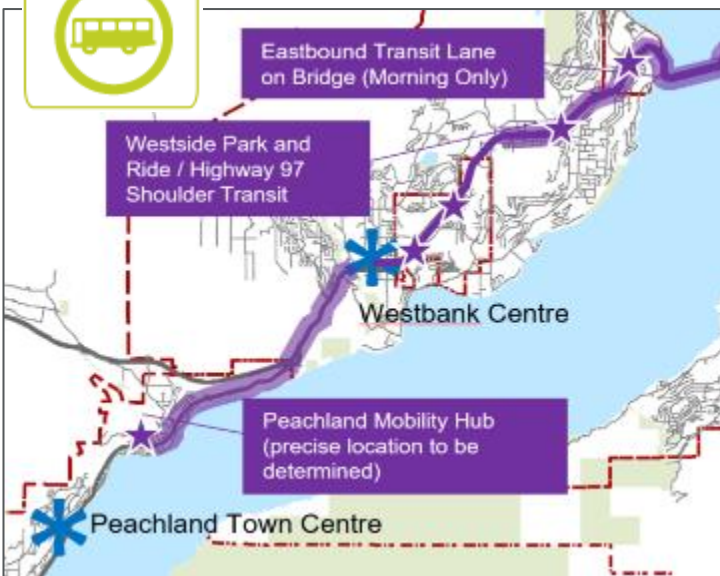 Eastbound Transit Lane
on Bridge (Morning Only)
Westside Park and
Ride / Highway 97
Shoulder Transit
Westbank Centre
Peachland Mobility Hub
(precise location to be
determined)
Peachland Town Centre